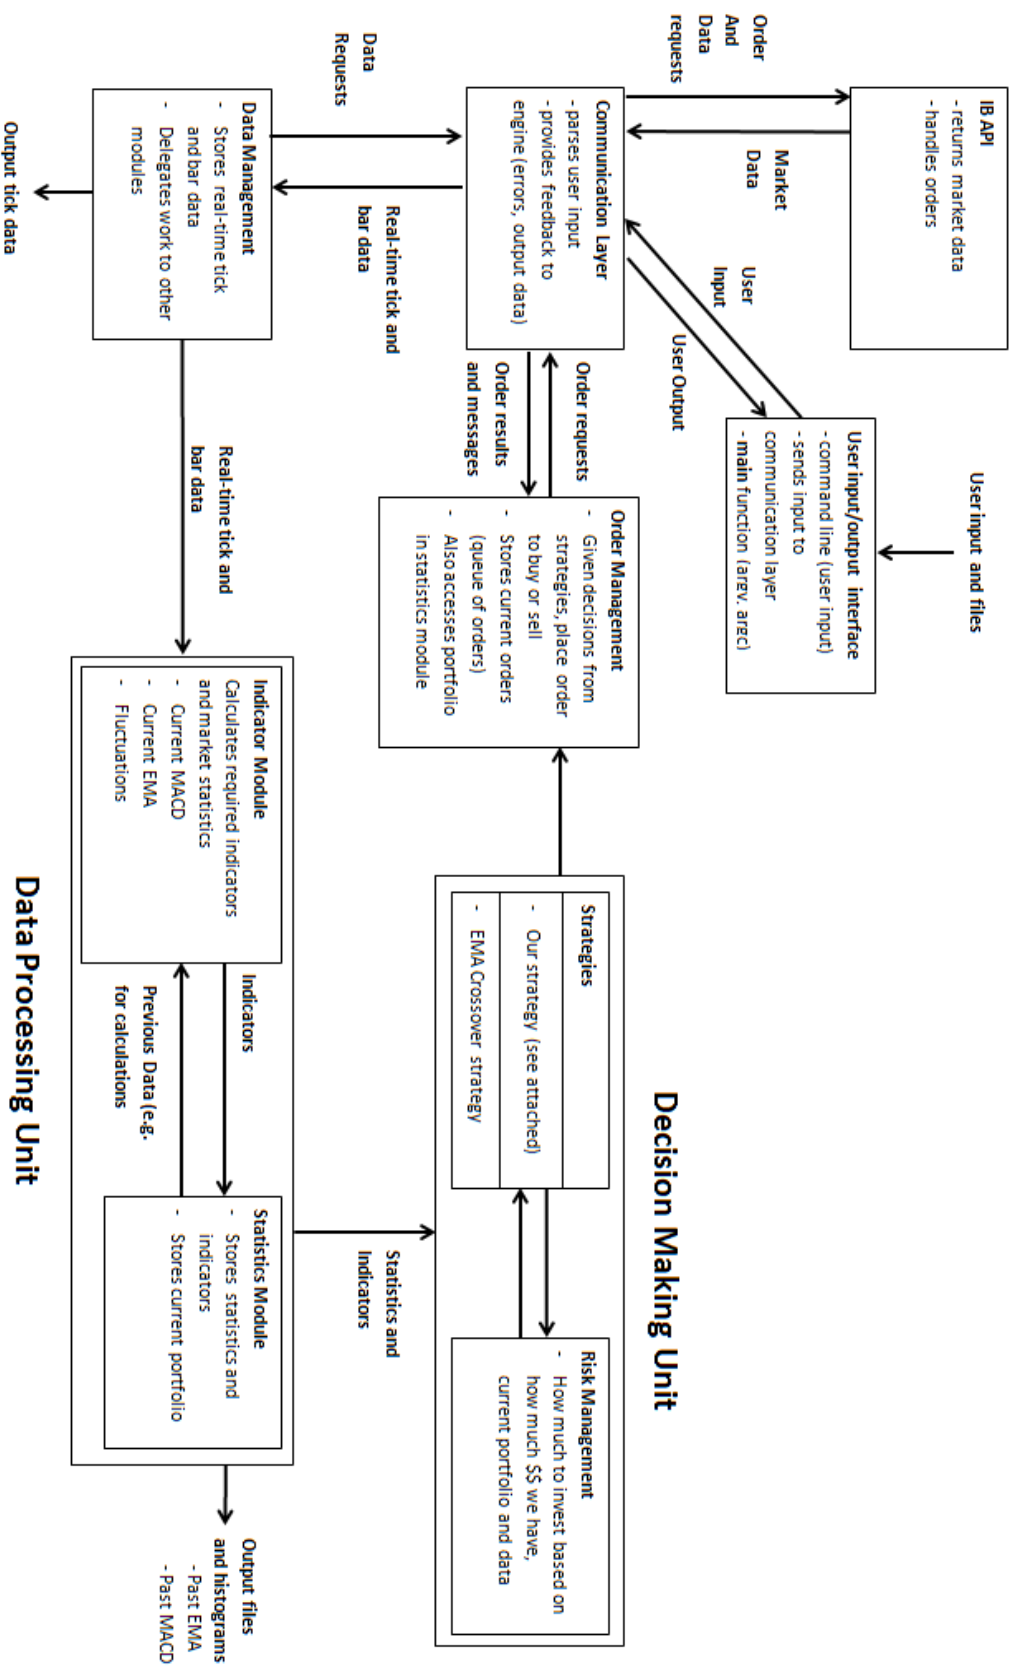 IB API
- returns market data
- handles orders
Order
And
Data
requests
Market
Data
User input and files
User input/output interface
- command line (user input)
- sends input to
communication layer
- main function (argv. argc)
User
Input
User Output
Communication Layer
- parses user input
- provides feedback to
engine (errors, output data)
Order requests
Order results
and messages
Order Management
- Given decisions from
strategies, place order
to buy or sell
- Stores current orders
(queue of orders)
- Also accesses portfolio
in statistics module
Decision Making Unit
Strategies
- Our strategy (see attached)
- EMA Crossover strategy
Risk Management
- How much to invest based on
how much $$ we have,
current portfolio and data
Data
Requests
Real-time tick and
bar data
Statistics and
Indicators
Data Management
- Stores real-time tick
and bar data
- Delegates work to other
modules
Output tick data
Real-time tick and
bar data
Indicator Module
Calculates required indicators
and market statistics
- Current MACD
- Current EMA
- Fluctuations
Indicators
Previous Data (e.g.
for calculations
Statistics Module
- Stores statistics and
indicators
- Stores current portfolio
Output files
and histograms
- Past EMA
- Past MACD
Data Processing Unit